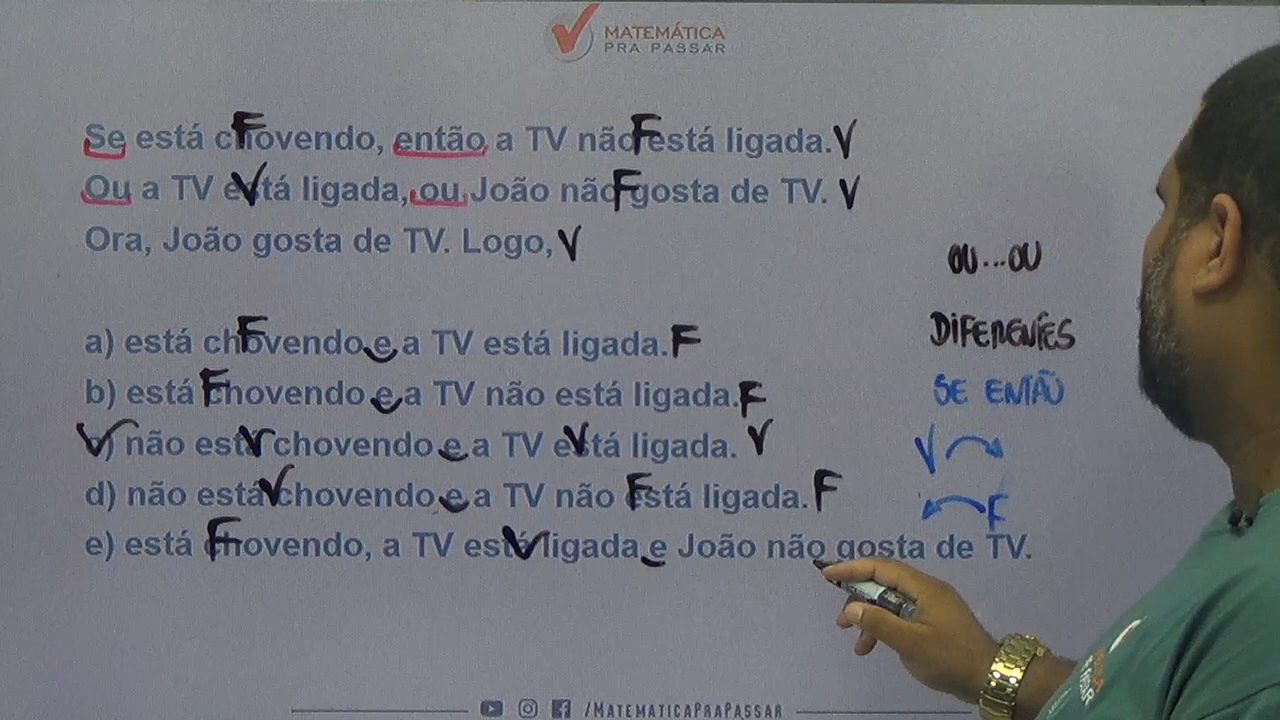 MATEMÁTICA
PRA PASSAR
Se está chovendo, então a TV não está ligada. V
F F
Ou a TV está ligada, ou João não gosta de TV. V
V F
Ora, João gosta de TV. Logo, V
OU...OU
DIFERENTES
SE ENTÃO
V
F
a) está chovendo e a TV está ligada. F
F
b) está chovendo e a TV não está ligada. F
F
c) não está chovendo e a TV está ligada. V
V V
d) não está chovendo e a TV não está ligada. F
V F
e) está chovendo, a TV está ligada e João não gosta de TV.
F V
/MATEMATICAPRAPASSAR